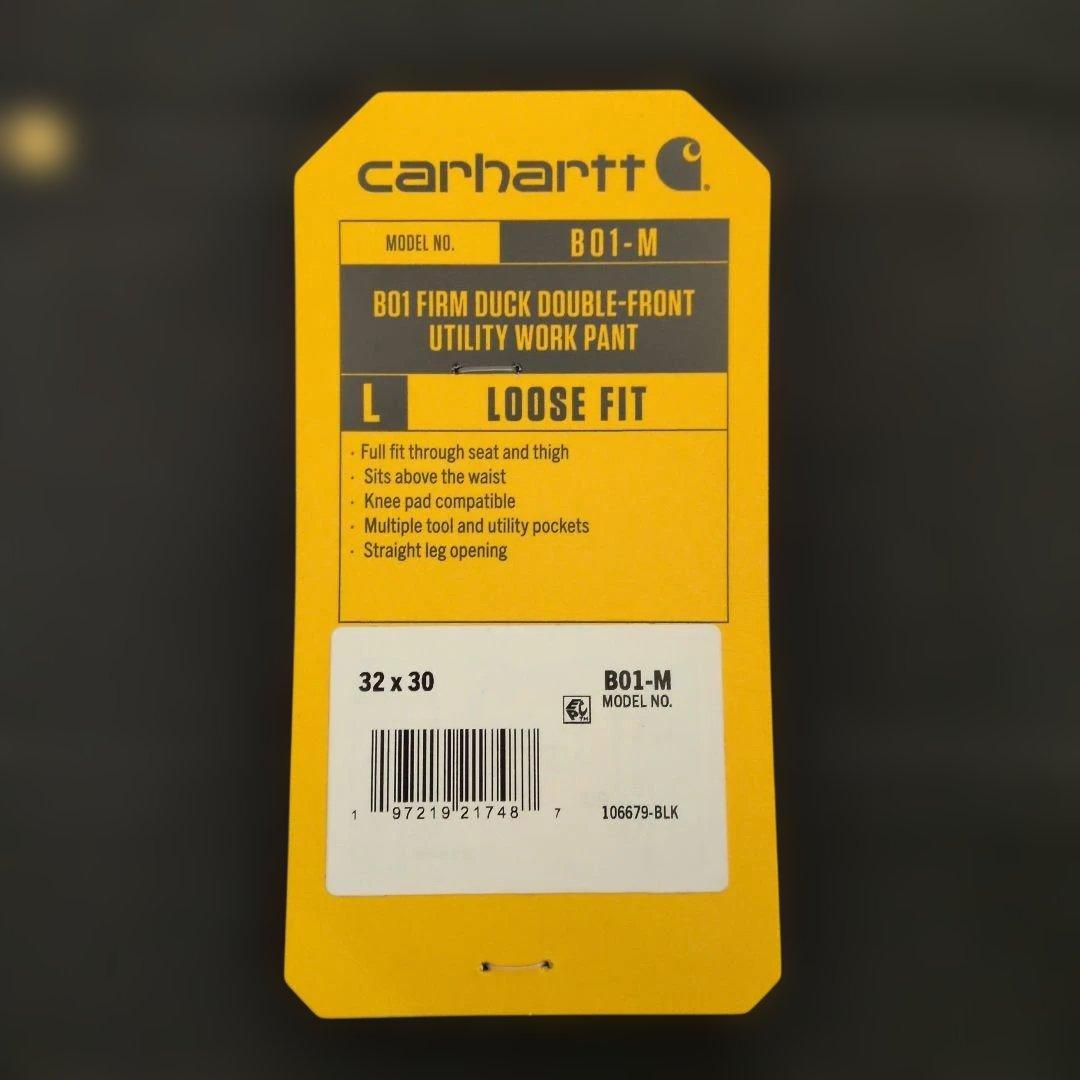 carhartt
MODEL NO. B01-M
B01 FIRM DUCK DOUBLE-FRONT
UTILITY WORK PANT
L LOOSE FIT
· Full fit through seat and thigh
· Sits above the waist
· Knee pad compatible
· Multiple tool and utility pockets
· Straight leg opening
32 x 30 B01-M
MODEL NO.
1 97219 21748 7 106679-BLK